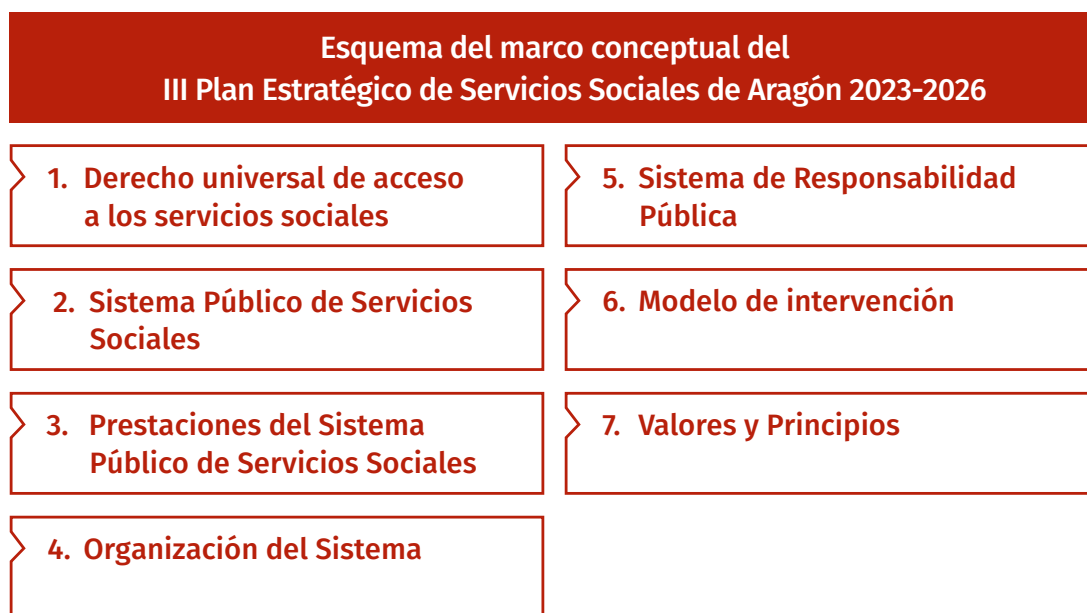 Esquema del marco conceptual del
III Plan Estratégico de Servicios Sociales de Aragón 2023-2026
1. Derecho universal de acceso
a los servicios sociales
2. Sistema Público de Servicios
Sociales
3. Prestaciones del Sistema
Público de Servicios Sociales
4. Organización del Sistema
5. Sistema de Responsabilidad
Pública
6. Modelo de intervención
7. Valores y Principios